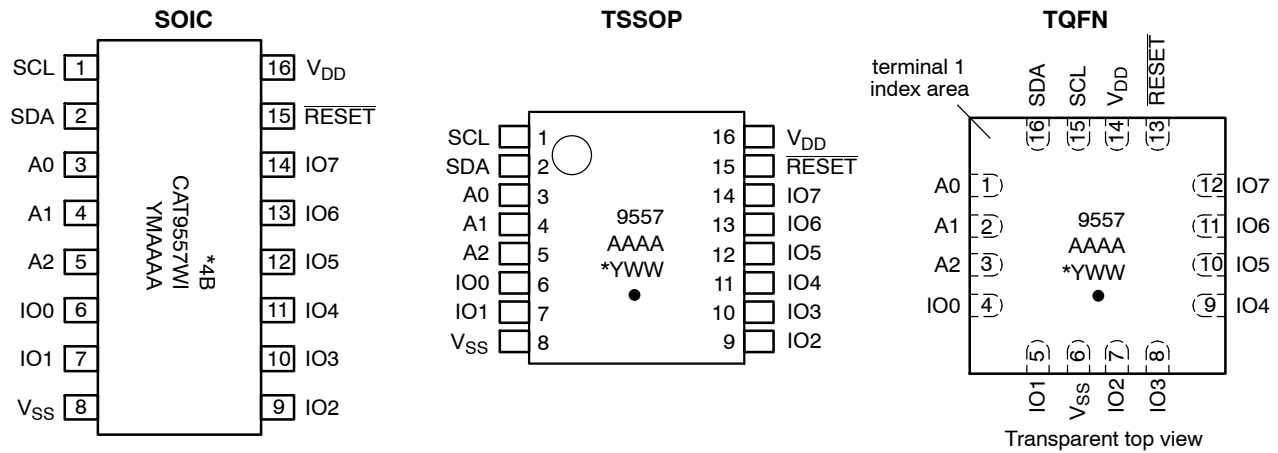 SOIC
SCL 1
SDA 2
A0 3
A1 4
A2 5
IO0 6
IO1 7
VSS 8
16 VDD
15 RESET
14 IO7
13 IO6
12 IO5
11 IO4
10 IO3
9 IO2
*4B
CAT9557WI
YMAAAA
TSSOP
SCL 1
SDA 2
A0 3
A1 4
A2 5
IO0 6
IO1 7
VSS 8
16 VDD
15 RESET
14 IO7
13 IO6
12 IO5
11 IO4
10 IO3
9 IO2
9557
AAAA
*YWW
TQFN
terminal 1
index area
SDA 16
SCL 15
VDD 14
RESET 13
A0 1
A1 2
A2 3
IO0 4
12 IO7
11 IO6
10 IO5
9 IO4
9557
AAAA
*YWW
IO1 5
VSS 6
IO2 7
IO3 8
Transparent top view